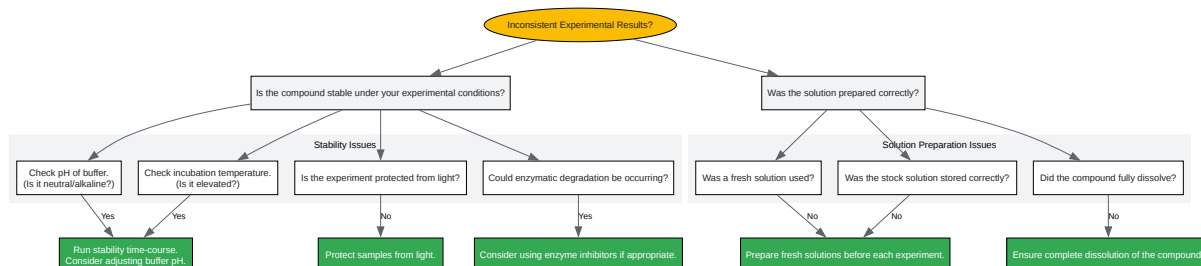 Inconsistent Experimental Results?
Is the compound stable under your experimental conditions?
Was the solution prepared correctly?
Stability Issues
Solution Preparation Issues
Check pH of buffer.
(Is it neutral/alkaline?)
Check incubation temperature.
(Is it elevated?)
Is the experiment protected from light?
Could enzymatic degradation be occurring?
Was a fresh solution used?
Was the stock solution stored correctly?
Did the compound fully dissolve?
Yes
Yes
No
Yes
No
No
No
Run stability time-course.
Consider adjusting buffer pH.
Protect samples from light.
Consider using enzyme inhibitors if appropriate.
Prepare fresh solutions before each experiment.
Ensure complete dissolution of the compound